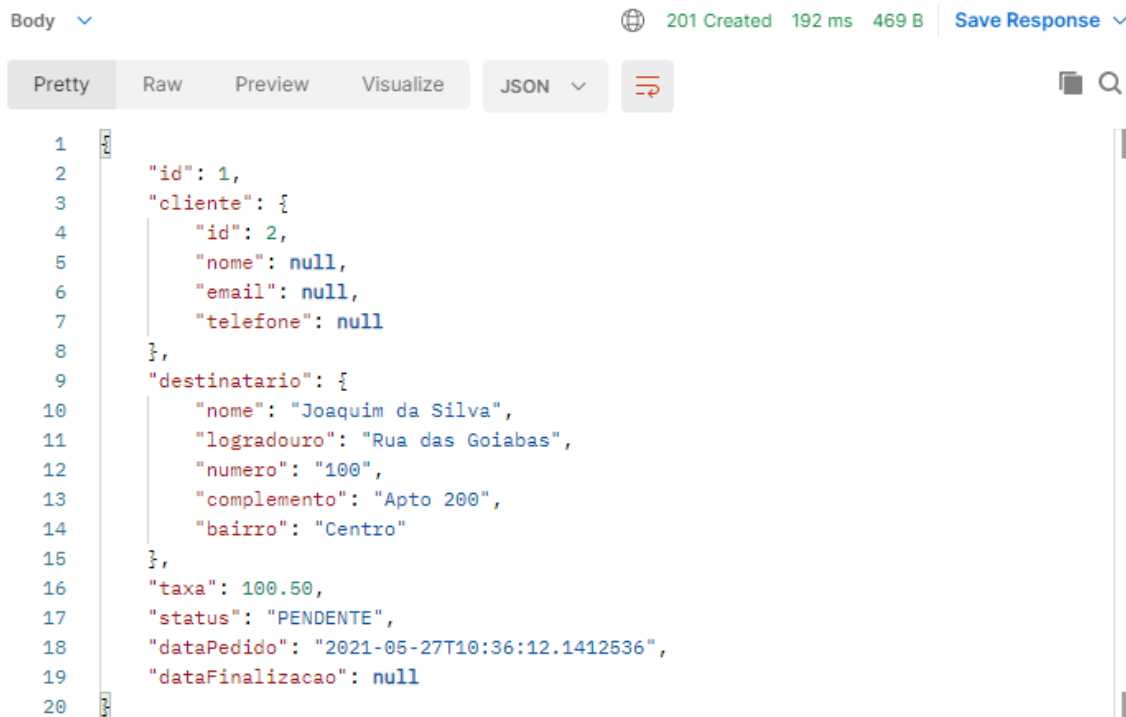 Body 201 Created 192 ms 469 B Save Response
Pretty Raw Preview Visualize JSON
1 {
2 "id": 1,
3 "cliente": {
4 "id": 2,
5 "nome": null,
6 "email": null,
7 "telefone": null
8 },
9 "destinatario": {
10 "nome": "Joaquim da Silva",
11 "logradouro": "Rua das Goiabas",
12 "numero": "100",
13 "complemento": "Apto 200",
14 "bairro": "Centro"
15 },
16 "taxa": 100.50,
17 "status": "PENDENTE",
18 "dataPedido": "2021-05-27T10:36:12.1412536",
19 "dataFinalizacao": null
20 }